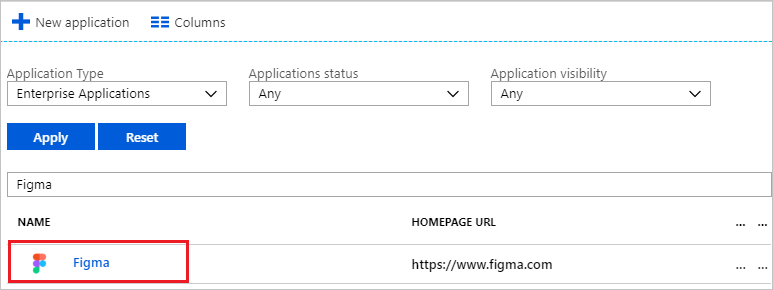 New application Columns
Application Type Applications status Application visibility
Enterprise Applications Any Any
Apply Reset
Figma
NAME HOMEPAGE URL ... ...
Figma https://www.figma.com ... ...